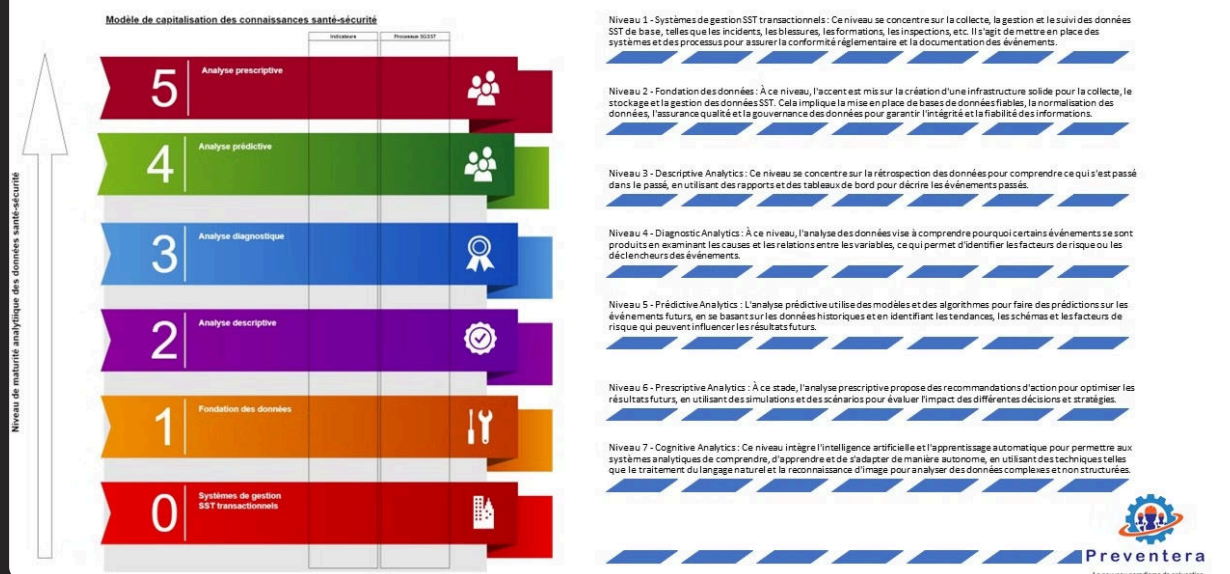 Modèle de capitalisation des connaissances santé-sécurité
Indicateurs
Processus SGSST
Niveau de maturité analytiique des données santé-sécurité
5
Analyse prescriptive
4
Analyse prédictive
3
Analyse diagnostique
2
Analyse descriptive
1
Fondation des données
0
Systèmes de gestion
SST transactionnels
Niveau 1 - Systèmes de gestion SST transactionnels : Ce niveau se concentre sur la collecte, la gestion et le suivi des données
SST de base, telles que les incidents, les blessures, les formations, les inspections, etc. Il s'agit de mettre en place des
systèmes et des processus pour assurer la conformité réglementaire et la documentation des événements.
Niveau 2 - Fondation des données : À ce niveau, l'accent est mis sur la création d'une infrastructure solide pour la collecte, le
stockage et la gestion des données SST. Cela implique la mise en place de bases de données fiables, la normalisation des
données, l'assurance qualité et la gouvernance des données pour garantir l'intégrité et la fiabilité des informations.
Niveau 3 - Descriptive Analytics : Ce niveau se concentre sur la rétrospection des données pour comprendre ce qui s'est passé
dans le passé, en utilisant des rapports et des tableaux de bord pour décrire les événements passés.
Niveau 4 - Diagnostic Analytics : À ce niveau, l'analyse des données vise à comprendre pourquoi certains événements se sont
produits en examinant les causes et les relations entre les variables, ce qui permet d'identifier les facteurs de risque ou les
déclencheurs des événements.
Niveau 5 - Prédictive Analytics : L'analyse prédictive utilise des modèles et des algorithmes pour faire des prédictions sur les
événements futurs, en se basant sur les données historiques et en identifiant les tendances, les schémas et les facteurs de
risque qui peuvent influencer les résultats futurs.
Niveau 6 - Prescriptive Analytics : À ce stade, l'analyse prescriptive propose des recommandations d'action pour optimiser les
résultats futurs, en utilisant des simulations et des scénarios pour évaluer l'impact des différentes décisions et stratégies.
Niveau 7 - Cognitive Analytics : Ce niveau intègre l'intelligence artificielle et l'apprentissage automatique pour permettre aux
systèmes analytiques de comprendre, d'apprendre et de s'adapter de manière autonome, en utilisant des techniques telles
que le traitement du langage naturel et la reconnaissance d'image pour analyser des données complexes et non structurées.
Preventera